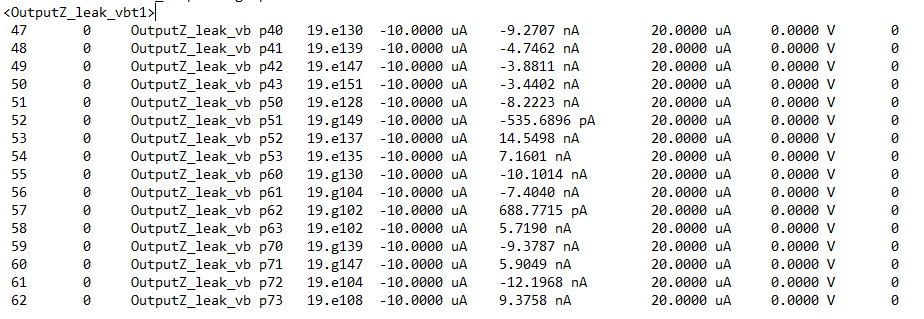 <OutputZ_leak_vbt1>
47 0 OutputZ_leak_vb p40 19.e130 -10.0000 uA -9.2707 nA 20.0000 uA 0.0000 V 0
48 0 OutputZ_leak_vb p41 19.e139 -10.0000 uA -4.7462 nA 20.0000 uA 0.0000 V 0
49 0 OutputZ_leak_vb p42 19.e147 -10.0000 uA -3.8811 nA 20.0000 uA 0.0000 V 0
50 0 OutputZ_leak_vb p43 19.e151 -10.0000 uA -3.4402 nA 20.0000 uA 0.0000 V 0
51 0 OutputZ_leak_vb p50 19.e128 -10.0000 uA -8.2223 nA 20.0000 uA 0.0000 V 0
52 0 OutputZ_leak_vb p51 19.g149 -10.0000 uA -535.6896 pA 20.0000 uA 0.0000 V 0
53 0 OutputZ_leak_vb p52 19.e137 -10.0000 uA 14.5498 nA 20.0000 uA 0.0000 V 0
54 0 OutputZ_leak_vb p53 19.e135 -10.0000 uA 7.1601 nA 20.0000 uA 0.0000 V 0
55 0 OutputZ_leak_vb p60 19.g130 -10.0000 uA -10.1014 nA 20.0000 uA 0.0000 V 0
56 0 OutputZ_leak_vb p61 19.g104 -10.0000 uA -7.4040 nA 20.0000 uA 0.0000 V 0
57 0 OutputZ_leak_vb p62 19.g102 -10.0000 uA 688.7715 pA 20.0000 uA 0.0000 V 0
58 0 OutputZ_leak_vb p63 19.e102 -10.0000 uA 5.7190 nA 20.0000 uA 0.0000 V 0
59 0 OutputZ_leak_vb p70 19.g139 -10.0000 uA -9.3787 nA 20.0000 uA 0.0000 V 0
60 0 OutputZ_leak_vb p71 19.g147 -10.0000 uA 5.9049 nA 20.0000 uA 0.0000 V 0
61 0 OutputZ_leak_vb p72 19.e104 -10.0000 uA -12.1968 nA 20.0000 uA 0.0000 V 0
62 0 OutputZ_leak_vb p73 19.e108 -10.0000 uA 9.3758 nA 20.0000 uA 0.0000 V 0